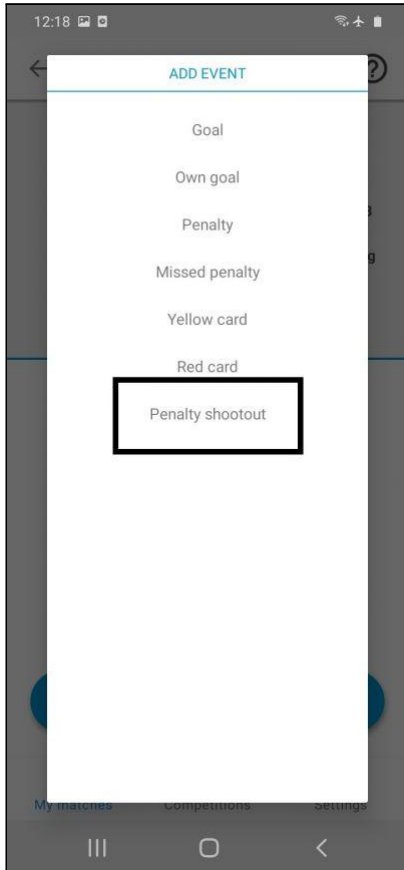 12:18
ADD EVENT
?
Goal
Own goal
Penalty
Missed penalty
Yellow card
Red card
Penalty shootout
My matches Competitions Settings